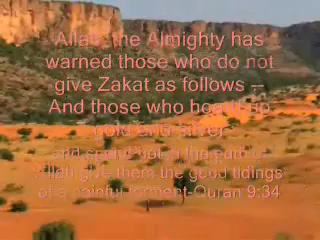 Allah, the Almighty has
warned those who do not
give Zakat as follows --
And those who hoard up
gold and silver
and spend not in the
Allah give them the good tidings
of a painful torment-Quran 9:34